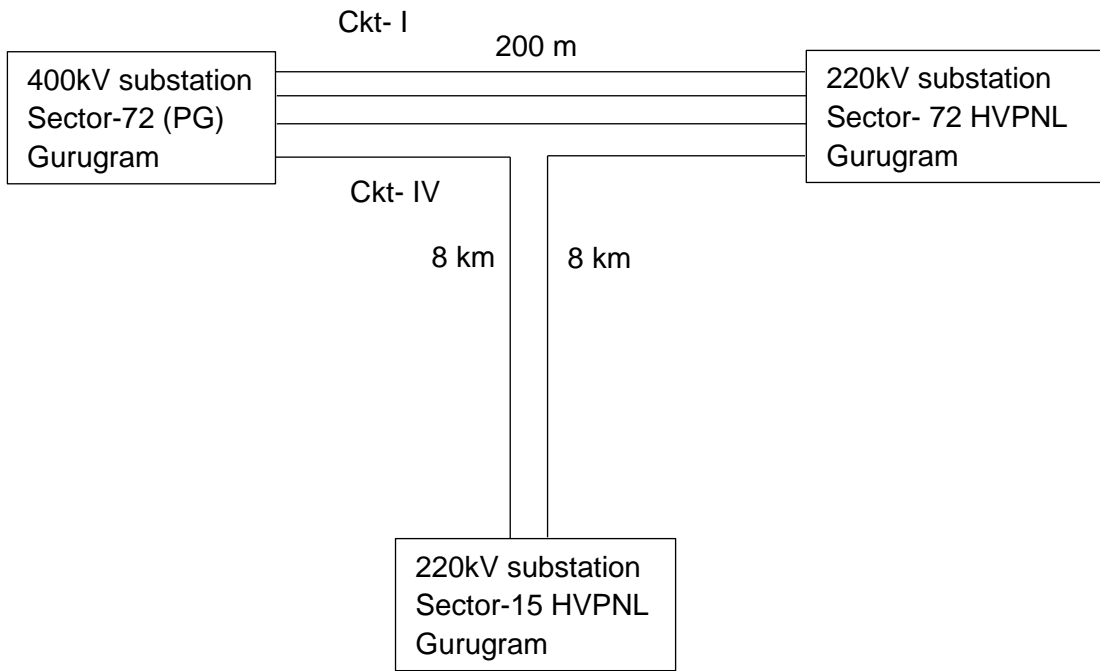 Ckt- I
200 m
400kV substation
Sector-72 (PG)
Gurugram
220kV substation
Sector- 72 HVPNL
Gurugram
Ckt- IV
8 km
8 km
220kV substation
Sector-15 HVPNL
Gurugram